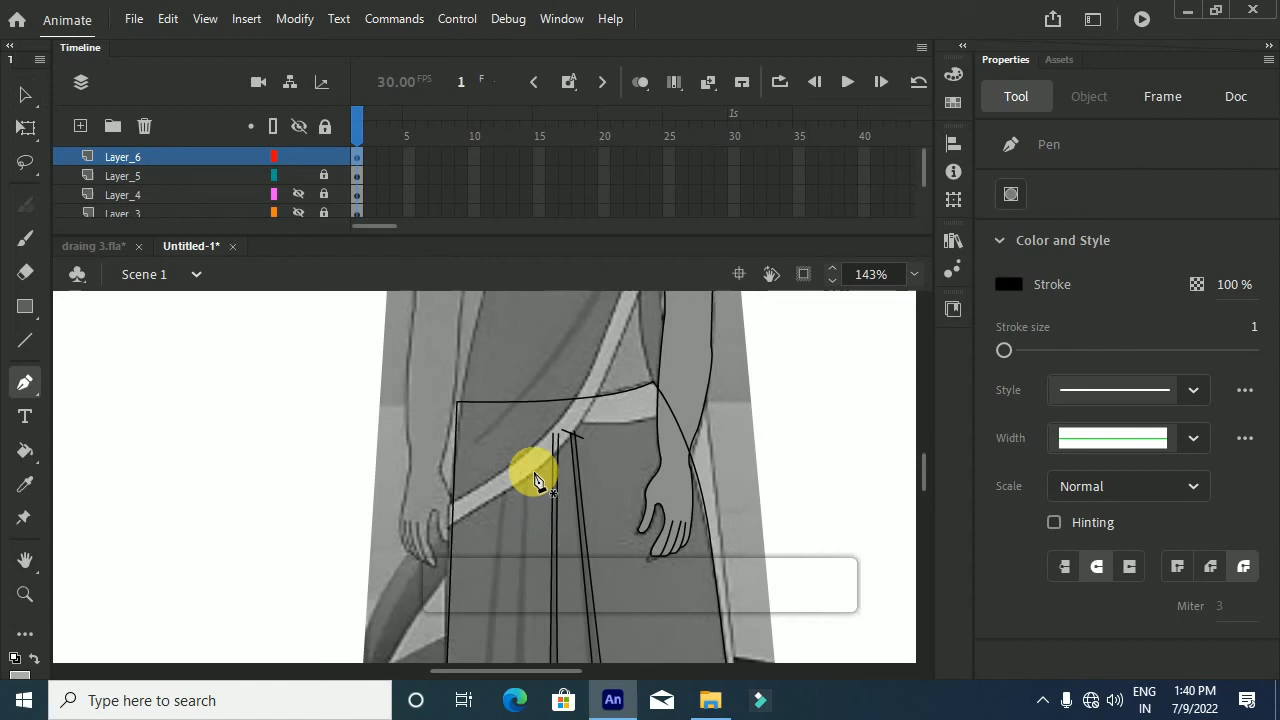 Animate File Edit View Insert Modify Text Commands Control Debug Window Help
Timeline
30.00 FPS 1 F
1s
5 10 15 20 25 30 35 40
Layer_6
Layer_5
Layer_4
Layer_3
draing 3.fla* Untitled-1*
Scene 1 143%
Properties Assets
Tool Object Frame Doc
Pen
Color and Style
Stroke 100 %
Stroke size 1
Style
Width
Scale Normal
Hinting
Miter 3
Type here to search
An
ENG
IN
1:40 PM
7/9/2022